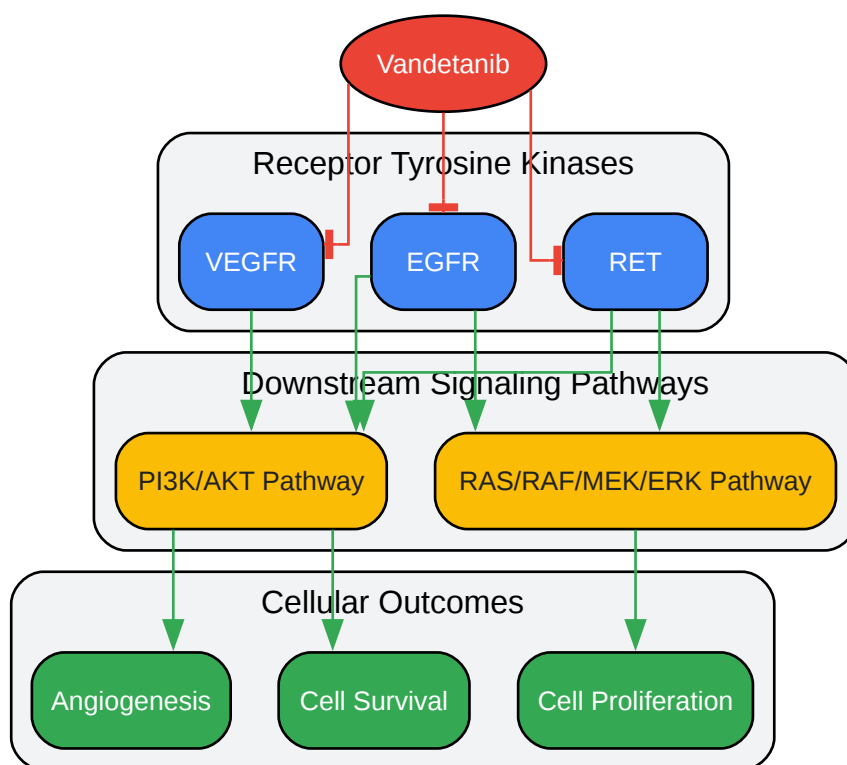 Vandetanib
Receptor Tyrosine Kinases
VEGFR
EGFR
RET
Downstream Signaling Pathways
PI3K/AKT Pathway
RAS/RAF/MEK/ERK Pathway
Cellular Outcomes
Angiogenesis
Cell Survival
Cell Proliferation